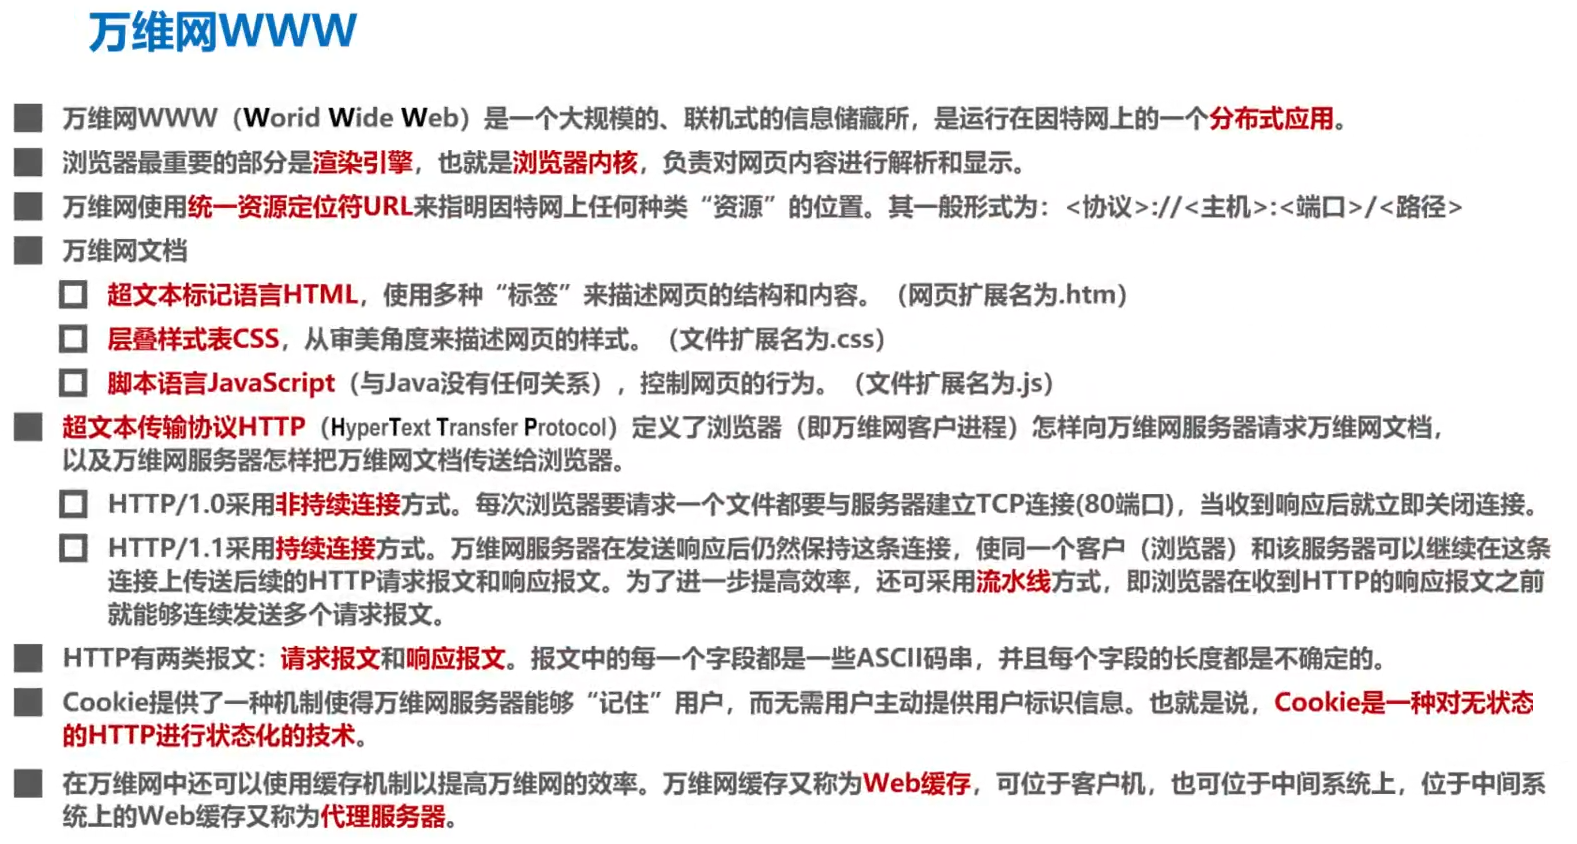 万维网WWW
万维网WWW（Worid Wide Web）是一个大规模的、联机式的信息储藏所，是运行在因特网上的一个分布式应用。
浏览器最重要的部分是渲染引擎，也就是浏览器内核，负责对网页内容进行解析和显示。
万维网使用统一资源定位符URL来指明因特网上任何种类“资源”的位置。其一般形式为：<协议>://<主机>:<端口>/<路径>
万维网文档
超文本标记语言HTML，使用多种“标签”来描述网页的结构和内容。（网页扩展名为.htm）
层叠样式表CSS，从审美角度来描述网页的样式。（文件扩展名为.css）
脚本语言JavaScript（与Java没有任何关系），控制网页的行为。（文件扩展名为.js）
超文本传输协议HTTP（HyperText Transfer Protocol）定义了浏览器（即万维网客户进程）怎样向万维网服务器请求万维网文档，
以及万维网服务器怎样把万维网文档传送给浏览器。
HTTP/1.0采用非持续连接方式。每次浏览器要请求一个文件都要与服务器建立TCP连接(80端口)，当收到响应后就立即关闭连接。
HTTP/1.1采用持续连接方式。万维网服务器在发送响应后仍然保持这条连接，使同一个客户（浏览器）和该服务器可以继续在这条
连接上传送后续的HTTP请求报文和响应报文。为了进一步提高效率，还可采用流水线方式，即浏览器在收到HTTP的响应报文之前
就能够连续发送多个请求报文。
HTTP有两类报文：请求报文和响应报文。报文中的每一个字段都是一些ASCII码串，并且每个字段的长度都是不确定的。
Cookie提供了一种机制使得万维网服务器能够“记住”用户，而无需用户主动提供用户标识信息。也就是说，Cookie是一种对无状态
的HTTP进行状态化的技术。
在万维网中还可以使用缓存机制以提高万维网的效率。万维网缓存又称为Web缓存，可位于客户机，也可位于中间系统上，位于中间系
统上的Web缓存又称为代理服务器。